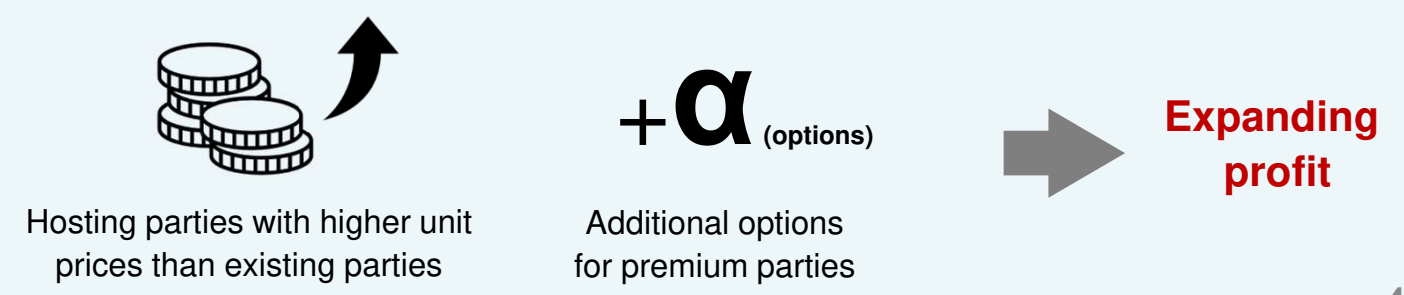 +α (options)
Expanding
profit
Hosting parties with higher unit
prices than existing parties
Additional options
for premium parties